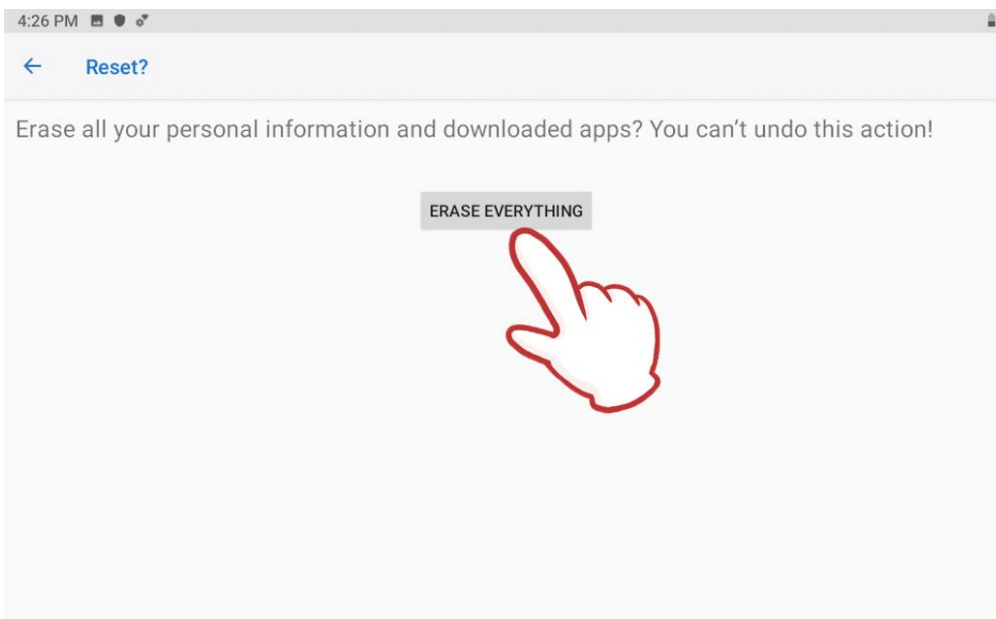 4:26 PM
Reset?
Erase all your personal information and downloaded apps? You can't undo this action!
ERASE EVERYTHING